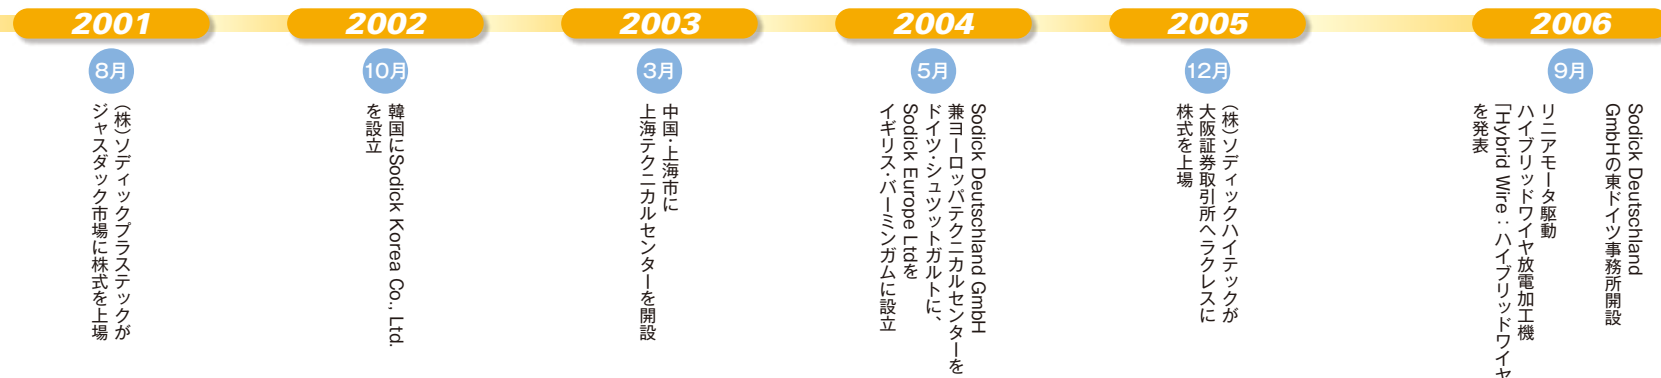 2001
8月
（株）ソディックプラステックが
ジャスダック市場に株式を上場
2002
10月
韓国にSodick Korea Co., Ltd.
を設立
2003
3月
中国・上海市に
上海テクニカルセンターを開設
2004
5月
Sodick Deutschland GmbH
兼ヨーロッパテクニカルセンターを
ドイツ・シュツットガルトに、
Sodick Europe Ltdを
イギリス・バーミンガムに設立
2005
12月
（株）ソディックハイテックが
大阪証券取引所ヘラクレスに
株式を上場
2006
9月
Sodick Deutschland
GmbHの東ドイツ事務所開設
リニアモータ駆動
ハイブリッドワイヤ放電加工機
「Hybrid Wire：ハイブリッドワイヤ
を発表